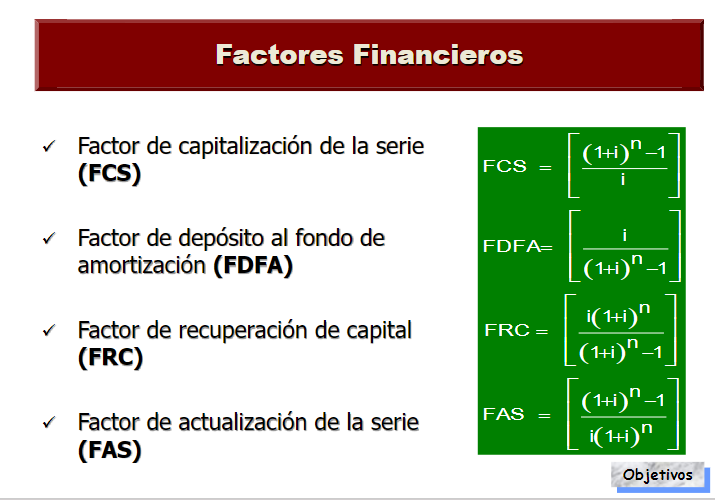 Factores Financieros
✓ Factor de capitalización de la serie
(FCS)
FCS = [ (1+i)^n −1 / i ]
✓ Factor de depósito al fondo de
amortización (FDFA)
FDFA= [ i / (1+i)^n −1 ]
✓ Factor de recuperación de capital
(FRC)
FRC = [ i(1+i)^n / (1+i)^n −1 ]
✓ Factor de actualización de la serie
(FAS)
FAS = [ (1+i)^n −1 / i(1+i)^n ]
Objetivos